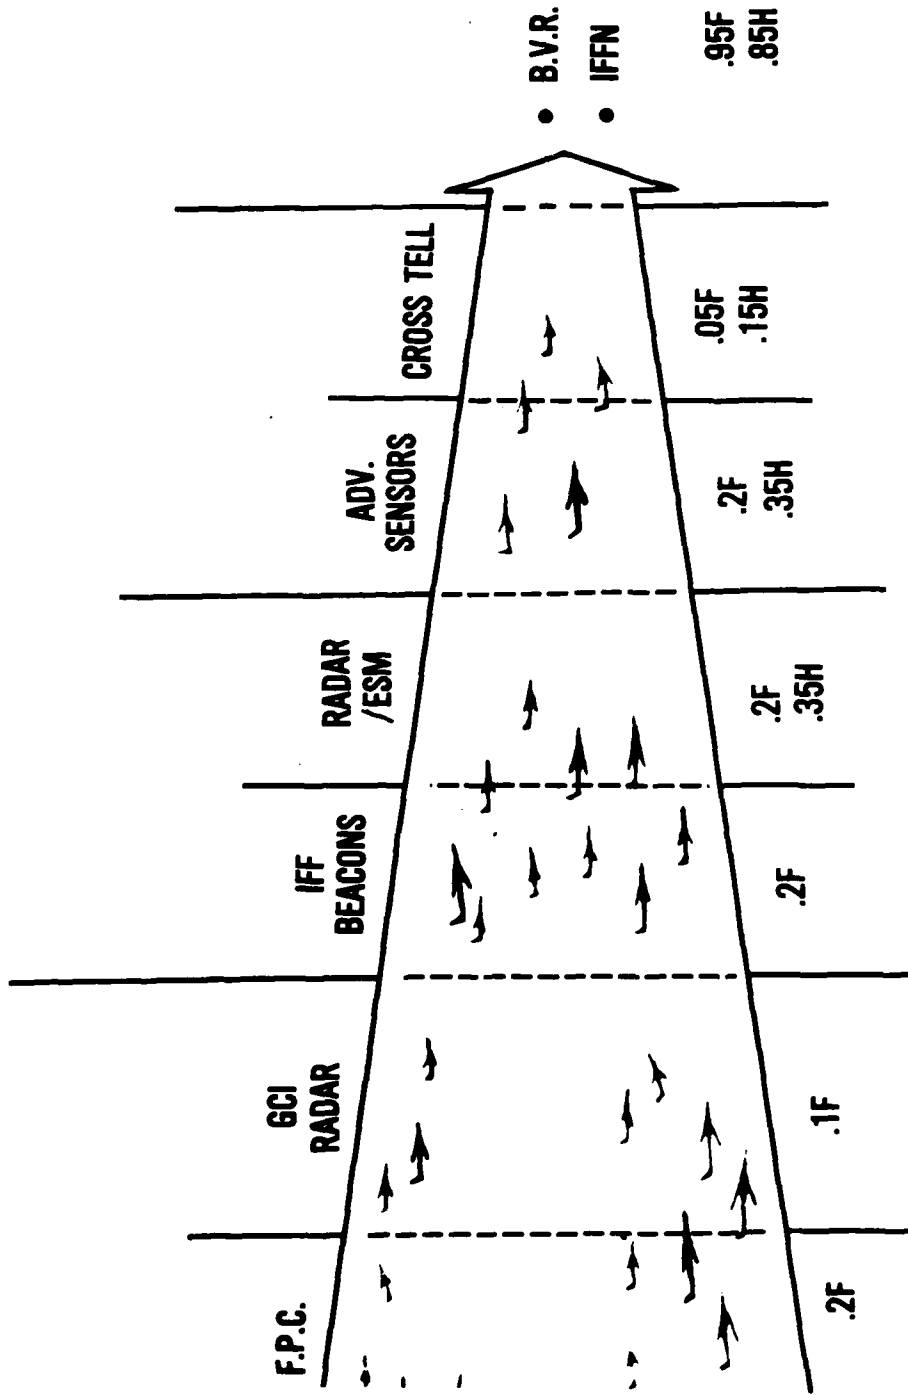 F.P.C.
GCI
RADAR
IFF
BEACONS
RADAR
/ESM
ADV.
SENSORS
CROSS TELL
• B.V.R.
• IFFN
.2F
.1F
.2F
.2F
.35H
.2F
.35H
.05F
.15H
.95F
.85H